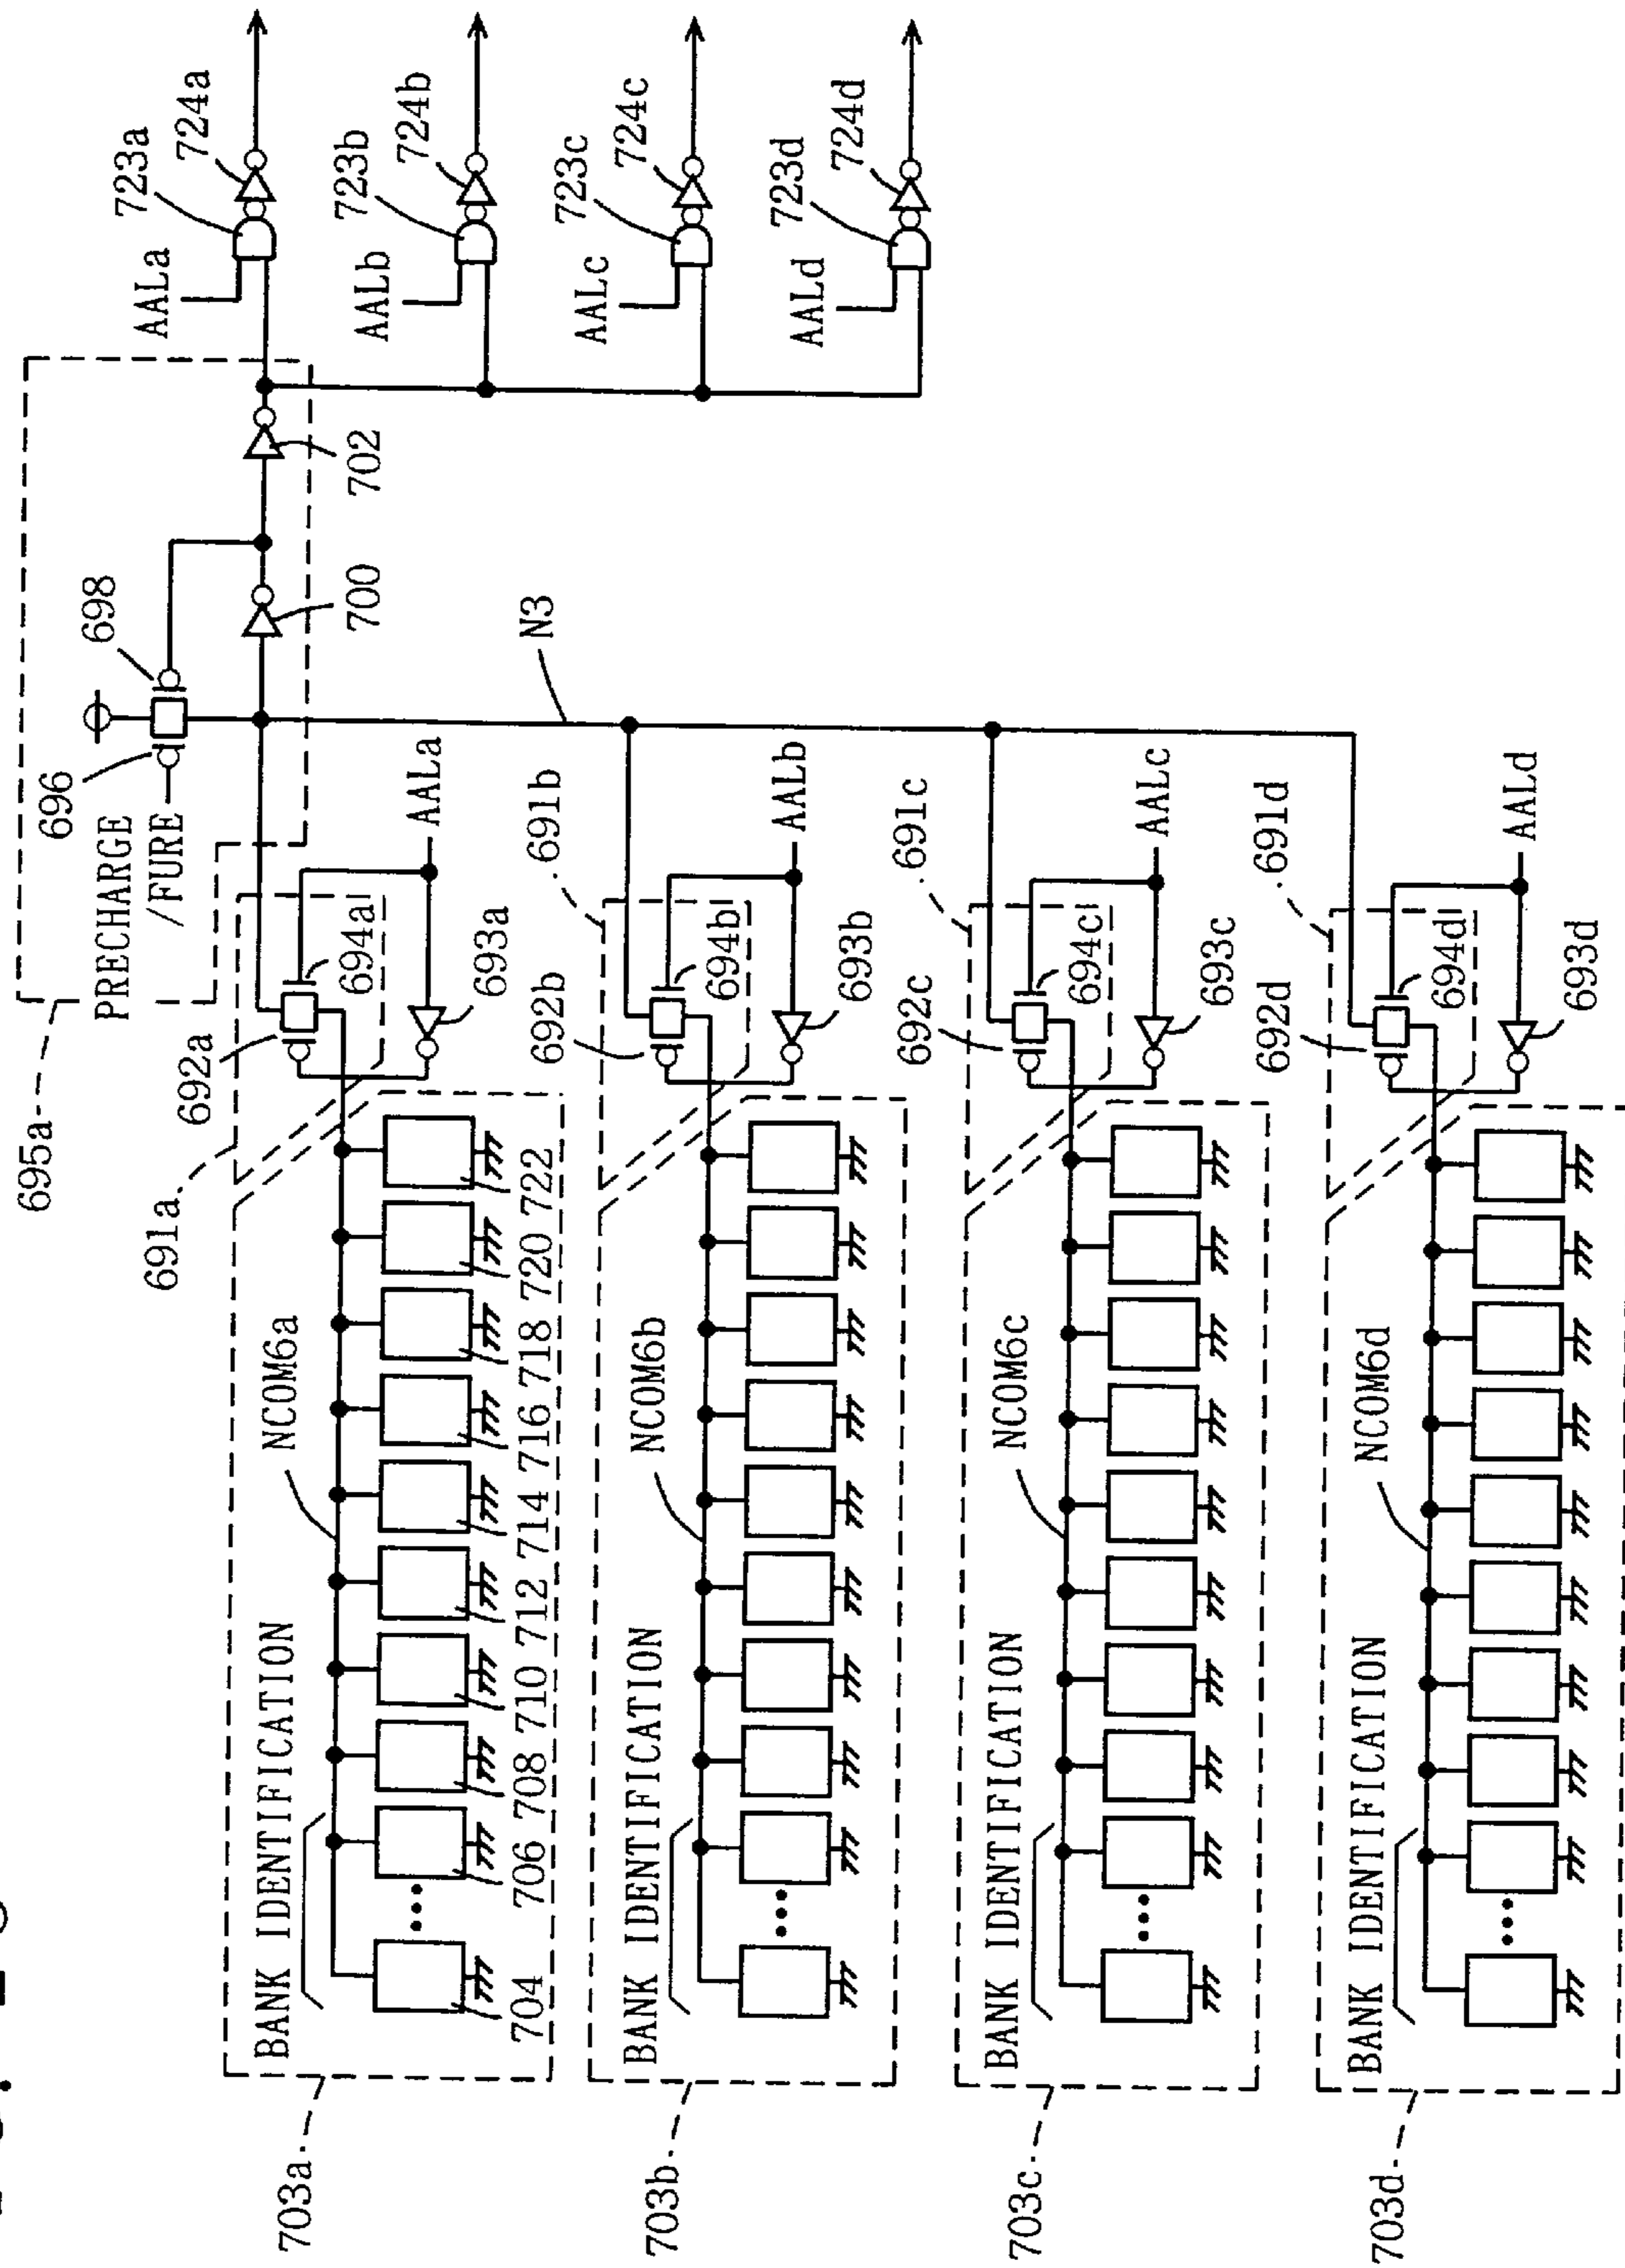 695a
PRECHARGE
/FURE
696
698
700
702
AALa
723a
724a
AALb
723b
724b
AALc
723c
724c
AALd
723d
724d
N3
703a
BANK IDENTIFICATION
NCOM6a
691a
692a
694a
693a
AALa
704
706
708
710
712
714
716
718
720
722
703b
BANK IDENTIFICATION
NCOM6b
691b
692b
694b
693b
AALb
703c
BANK IDENTIFICATION
NCOM6c
691c
692c
694c
693c
AALc
703d
BANK IDENTIFICATION
NCOM6d
691d
692d
694d
693d
AALd